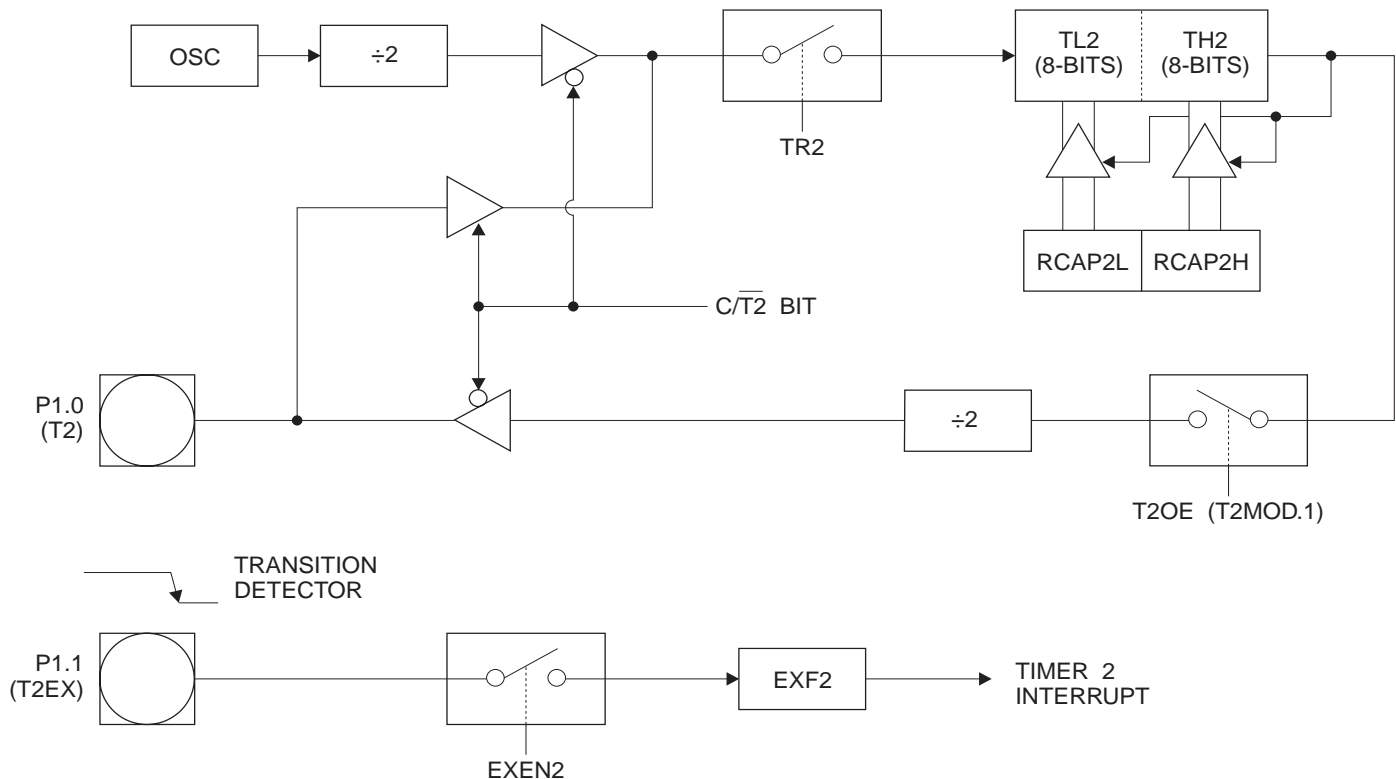 OSC
÷2
TR2
TL2
(8-BITS)
TH2
(8-BITS)
RCAP2L
RCAP2H
C/T2 BIT
P1.0
(T2)
÷2
T2OE (T2MOD.1)
TRANSITION
DETECTOR
P1.1
(T2EX)
EXEN2
EXF2
TIMER 2
INTERRUPT